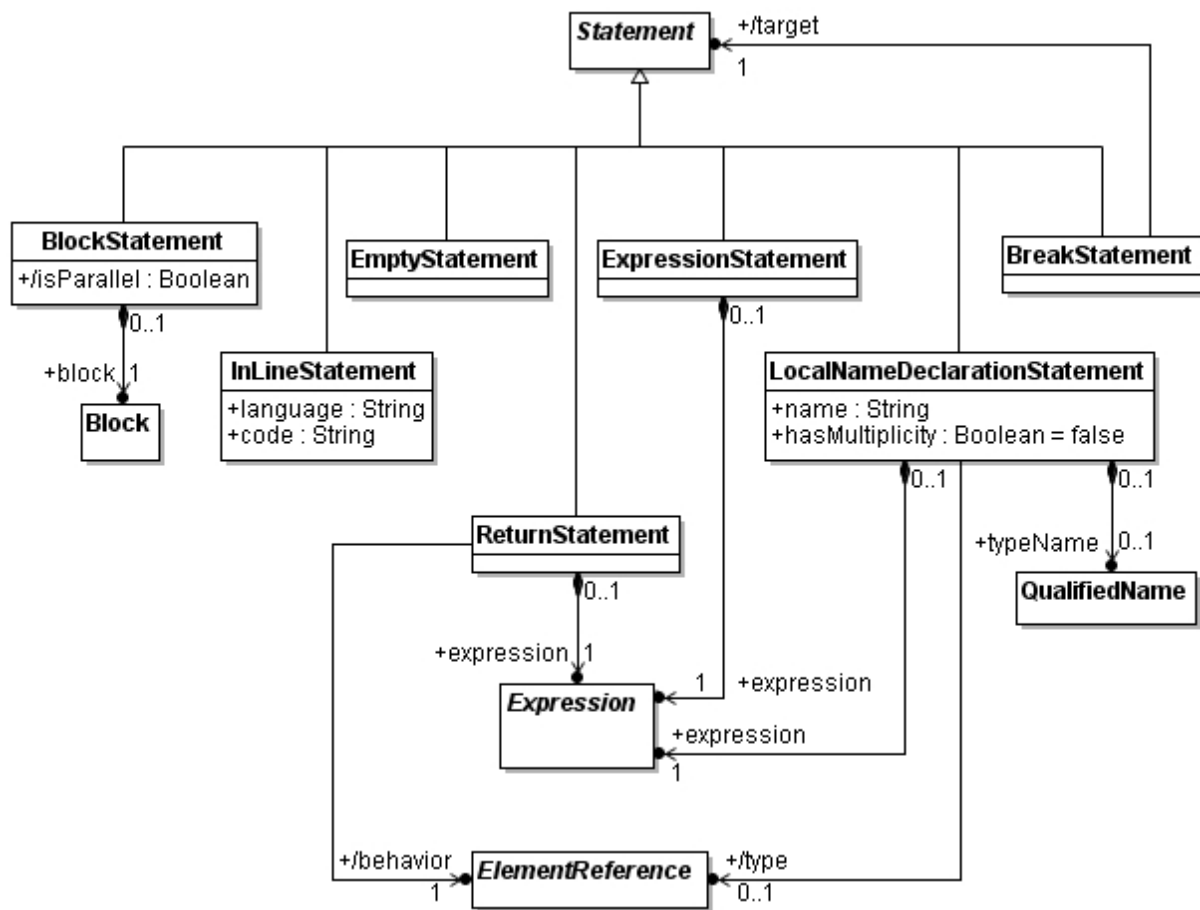 Statement
+/target
1
BlockStatement
+/isParallel : Boolean
0..1
+block 1
Block
InLineStatement
+language : String
+code : String
EmptyStatement
ExpressionStatement
0..1
BreakStatement
LocalNameDeclarationStatement
+name : String
+hasMultiplicity : Boolean = false
0..1
0..1
+typeName 0..1
QualifiedName
ReturnStatement
0..1
+expression 1
Expression
1 +expression
+expression
1
+/behavior
1
ElementReference
+/type
0..1